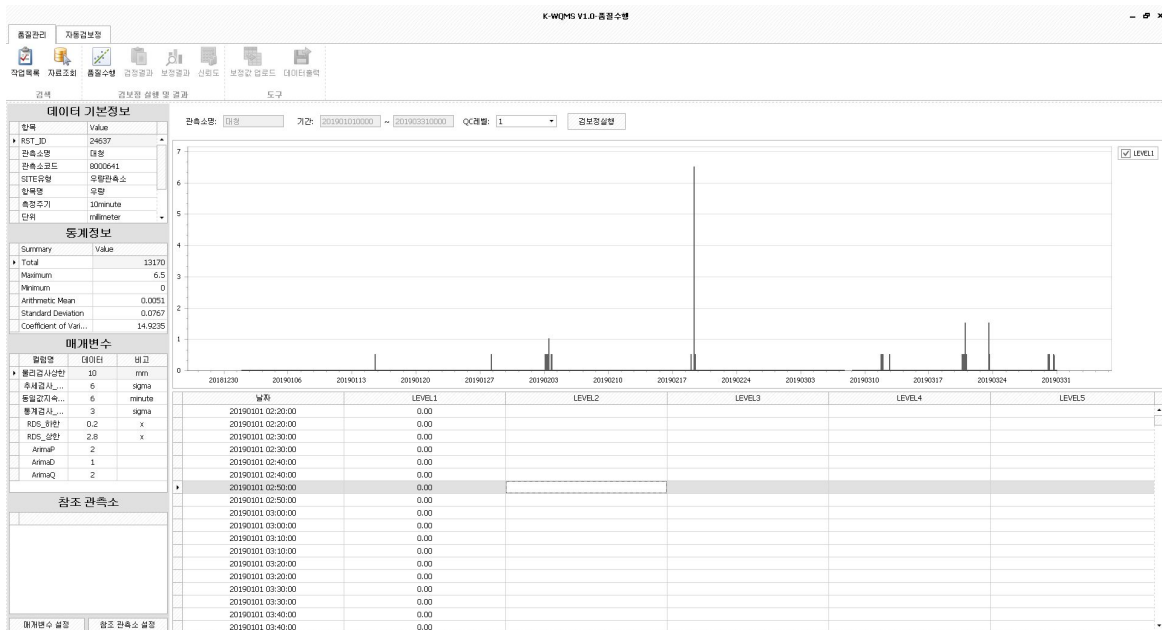 K-WQMS V1.0-품질수행
품질관리 자동검보정
작업목록 자료조회 품질수행 검정결과 보정결과 신뢰도 보정값 업로드 데이터출력
검색 검보정 실행 및 결과 도구
데이터 기본정보
항목 Value
RST_ID 24637
관측소명 대청
관측소코드 8000641
SITE유형 우량관측소
항목명 우량
측정주기 10minute
단위 millimeter
통계정보
Summary Value
Total 13170
Maximum 6.5
Minimum 0
Arithmetic Mean 0.0051
Standard Deviation 0.0767
Coefficient of Vari... 14.9235
매개변수
컬럼명 데이터 비고
물리검사상한 10 mm
추세검사_... 6 sigma
동일값지속... 6 minute
통계검사_... 3 sigma
RDS_하한 0.2 x
RDS_상한 2.8 x
ArimaP 2
ArimaD 1
ArimaQ 2
참조 관측소
매개변수 설정 참조 관측소 설정
관측소명: 대청 기간: 201901010000 ~ 201903310000 QC레벨: 1 검보정실행
7
6
5
4
3
2
1
0
20181230 20190106 20190113 20190120 20190127 20190203 20190210 20190217 20190224 20190303 20190310 20190317 20190324 20190331
LEVEL1
날짜 LEVEL1 LEVEL2 LEVEL3 LEVEL4 LEVEL5
20190101 02:20:00 0.00
20190101 02:20:00 0.00
20190101 02:30:00 0.00
20190101 02:30:00 0.00
20190101 02:40:00 0.00
20190101 02:40:00 0.00
20190101 02:50:00 0.00
20190101 02:50:00 0.00
20190101 03:00:00 0.00
20190101 03:00:00 0.00
20190101 03:10:00 0.00
20190101 03:10:00 0.00
20190101 03:20:00 0.00
20190101 03:20:00 0.00
20190101 03:30:00 0.00
20190101 03:30:00 0.00
20190101 03:40:00 0.00
20190101 03:40:00 0.00